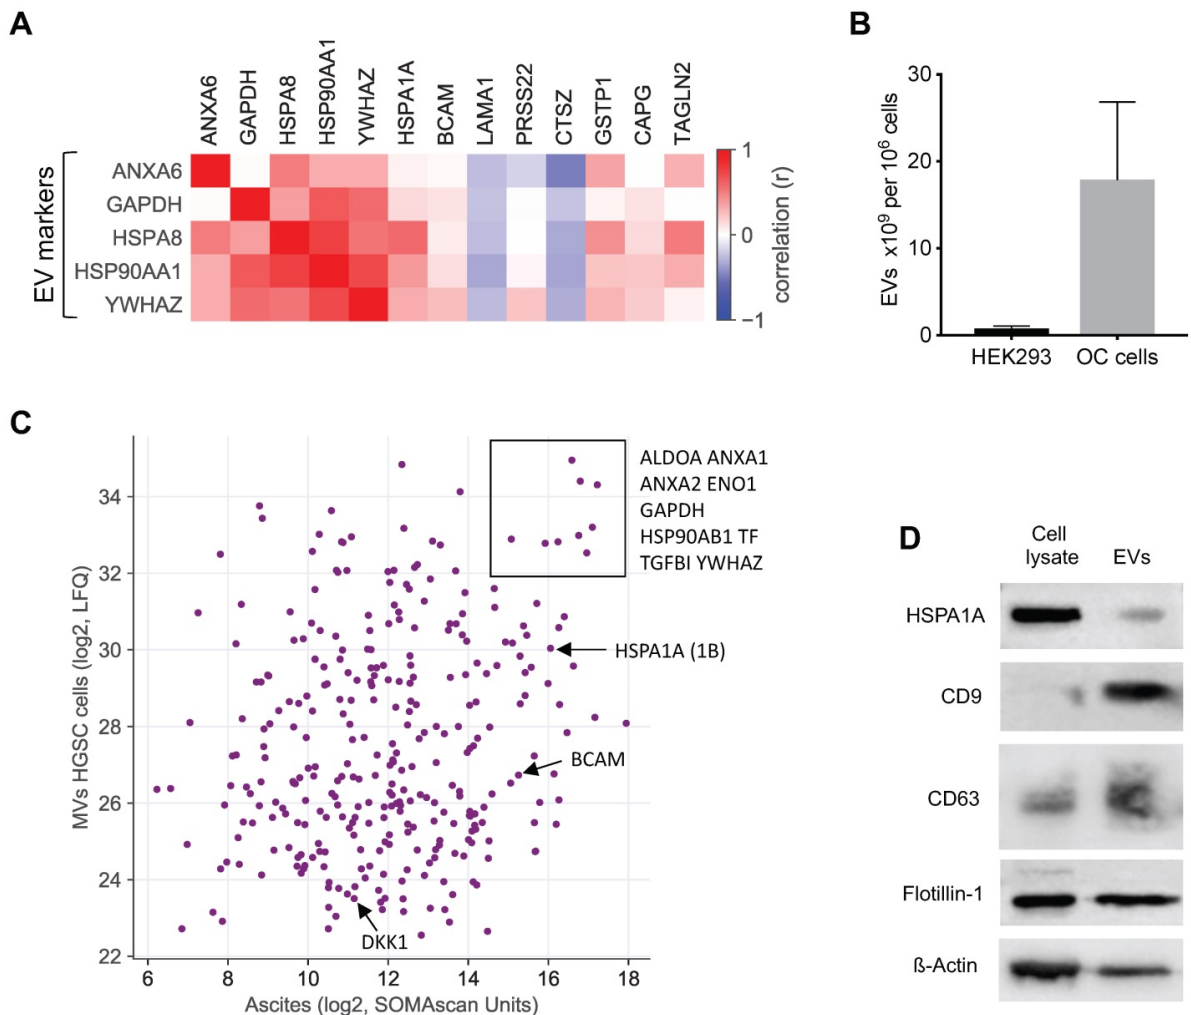 A
ANXA6
GAPDH
HSPA8
HSP90AA1
YWHAZ
HSPA1A
BCAM
LAMA1
PRSS22
CTSZ
GSTP1
CAPG
TAGLN2
EV markers
ANXA6
GAPDH
HSPA8
HSP90AA1
YWHAZ
1
0
−1
correlation (r)
B
EVs x10⁹ per 10⁶ cells
30
20
10
0
HEK293 OC cells
C
MVs HGSC cells (log2, LFQ)
34
32
30
28
26
24
22
ALDOA ANXA1
ANXA2 ENO1
GAPDH
HSP90AB1 TF
TGFBI YWHAZ
HSPA1A (1B)
BCAM
DKK1
6 8 10 12 14 16 18
Ascites (log2, SOMAscan Units)
D
Cell
lysate
EVs
HSPA1A
CD9
CD63
Flotillin-1
ß-Actin